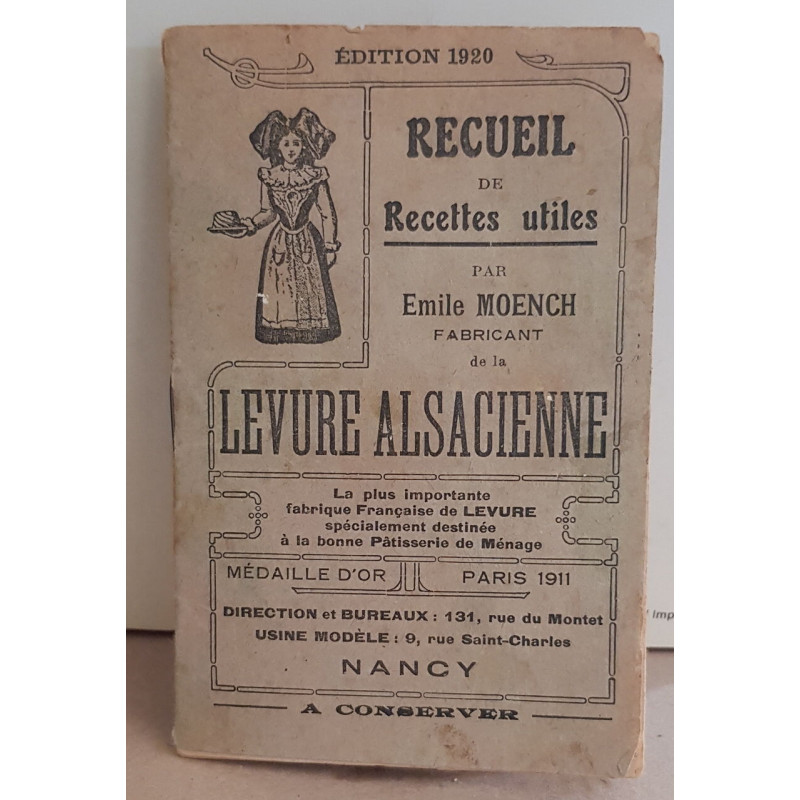 ÉDITION 1920
RECUEIL
DE
Recettes utiles
PAR
Emile MOENCH
FABRICANT
de la
LEVURE ALSACIENNE
La plus importante
fabrique Française de LEVURE
spécialement destinée
à la bonne Pâtisserie de Ménage
MÉDAILLE D'OR PARIS 1911
DIRECTION et BUREAUX : 131, rue du Montet
USINE MODÈLE : 9, rue Saint-Charles
NANCY
A CONSERVER